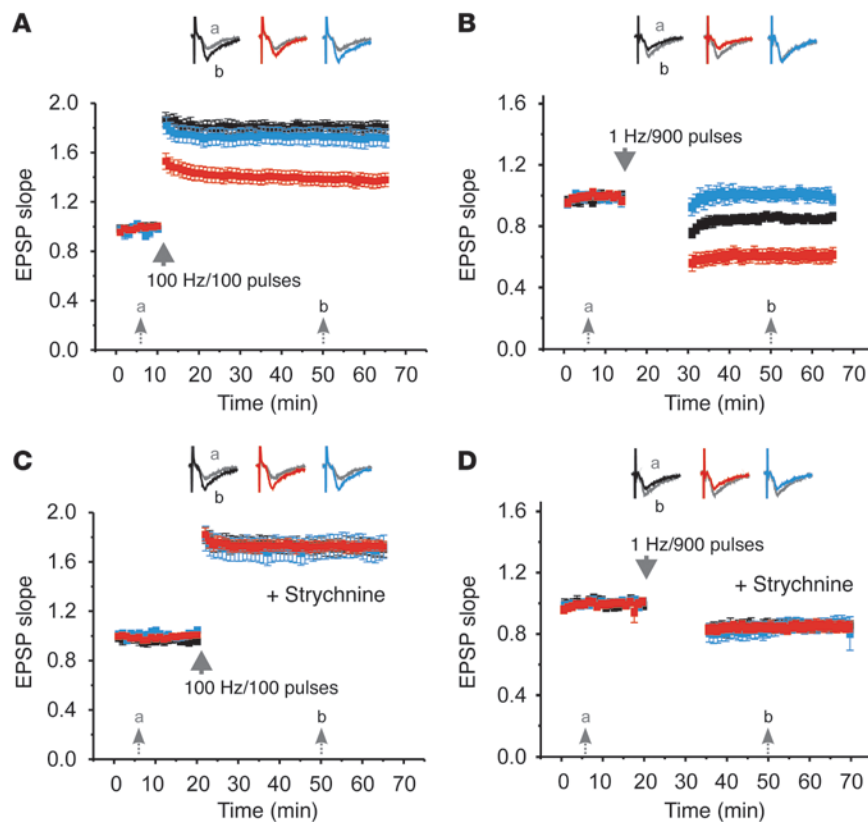 A
a
b
2.0
1.6
1.2
0.8
0.4
0.0
EPSP slope
100 Hz/100 pulses
a
b
0 10 20 30 40 50 60 70
Time (min)
B
a
b
1.6
1.2
0.8
0.4
0.0
EPSP slope
1 Hz/900 pulses
a
b
0 10 20 30 40 50 60 70
Time (min)
C
a
b
2.0
1.6
1.2
0.8
0.4
0.0
EPSP slope
+ Strychnine
100 Hz/100 pulses
a
b
0 10 20 30 40 50 60 70
Time (min)
D
a
b
1.6
1.2
0.8
0.4
0.0
EPSP slope
1 Hz/900 pulses
+ Strychnine
a
b
0 10 20 30 40 50 60 70
Time (min)